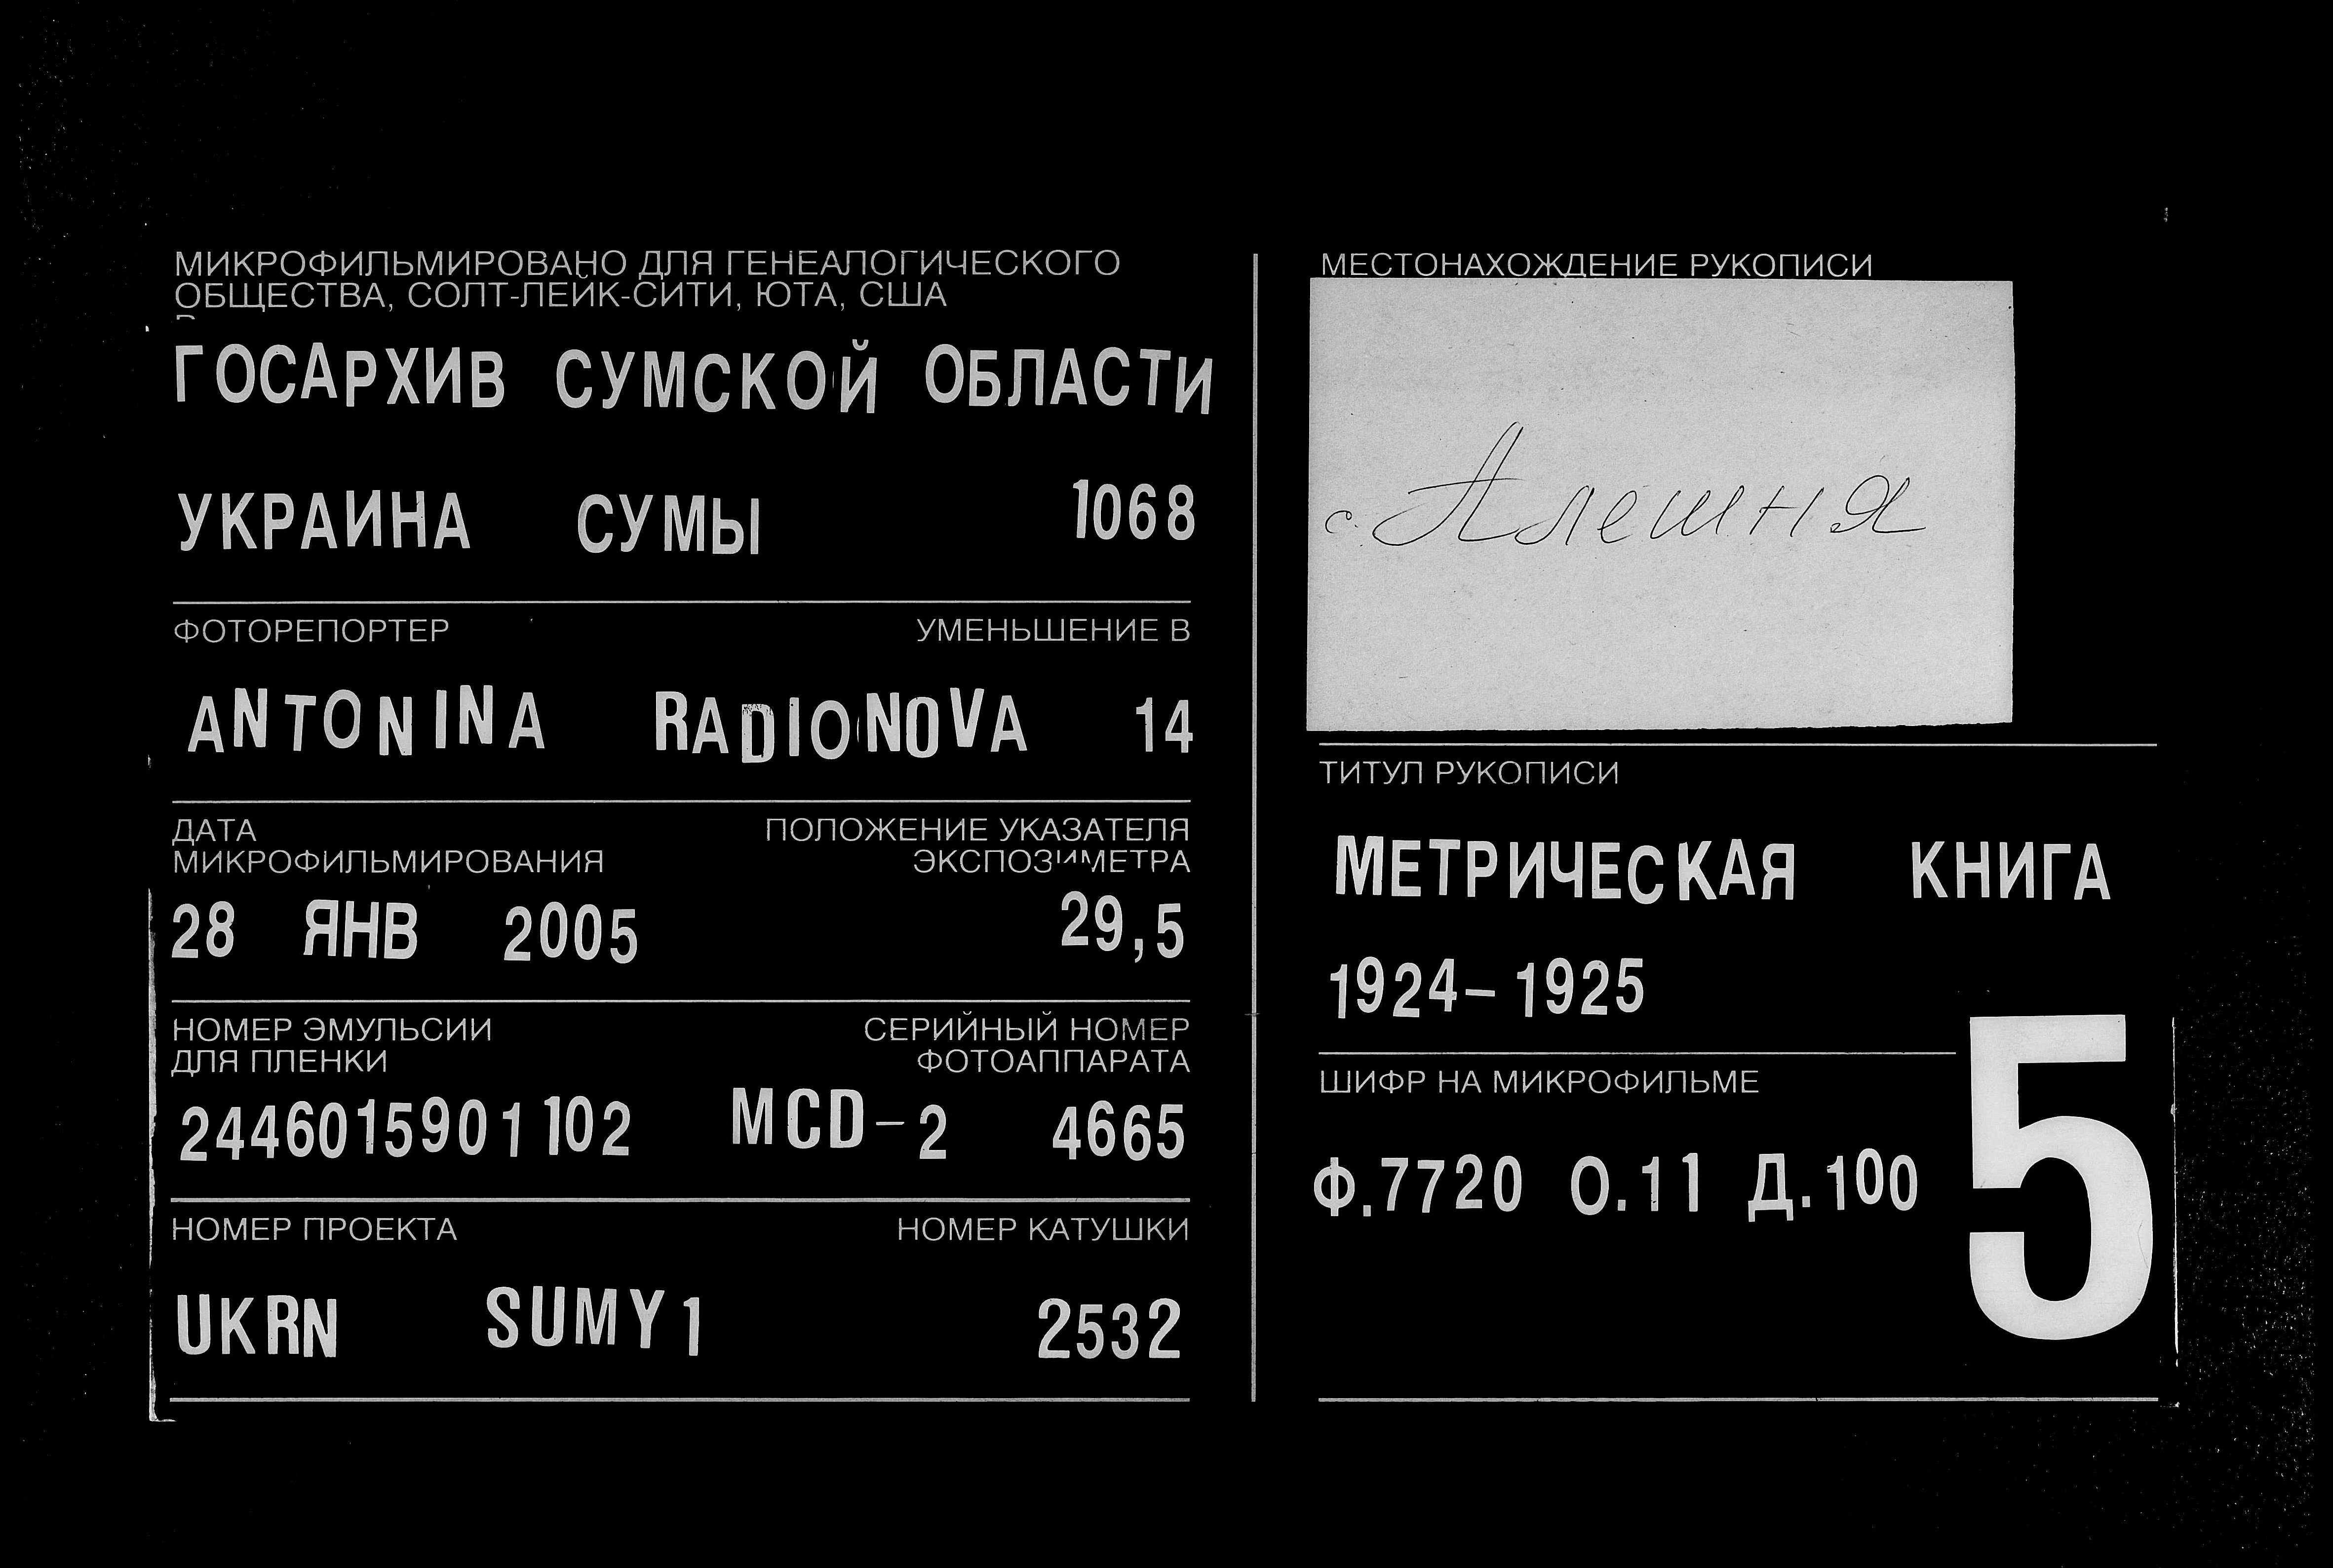 МИКРОФИЛЬМИРОВАНО ДЛЯ ГЕНЕАЛОГИЧЕСКОГО
ОБЩЕСТВА, СОЛТ-ЛЕЙК-СИТИ, ЮТА, США
ГОСАРХИВ СУМСКОЙ ОБЛАСТИ
УКРАИНА СУМЫ 1068
ФОТОРЕПОРТЕР УМЕНЬШЕНИЕ В
ANTONINA RADIONOVA 14
ДАТА ПОЛОЖЕНИЕ УКАЗАТЕЛЯ
МИКРОФИЛЬМИРОВАНИЯ ЭКСПОЗИМЕТРА
28 ЯНВ 2005 29,5
НОМЕР ЭМУЛЬСИИ СЕРИЙНЫЙ НОМЕР
ДЛЯ ПЛЕНКИ ФОТОАППАРАТА
2446015901102 MCD-2 4665
НОМЕР ПРОЕКТА НОМЕР КАТУШКИ
UKRN SUMY1 2532
МЕСТОНАХОЖДЕНИЕ РУКОПИСИ
с. Алешня
ТИТУЛ РУКОПИСИ
МЕТРИЧЕСКАЯ КНИГА
1924-1925
ШИФР НА МИКРОФИЛЬМЕ
Ф.7720 О.11 Д.100
5